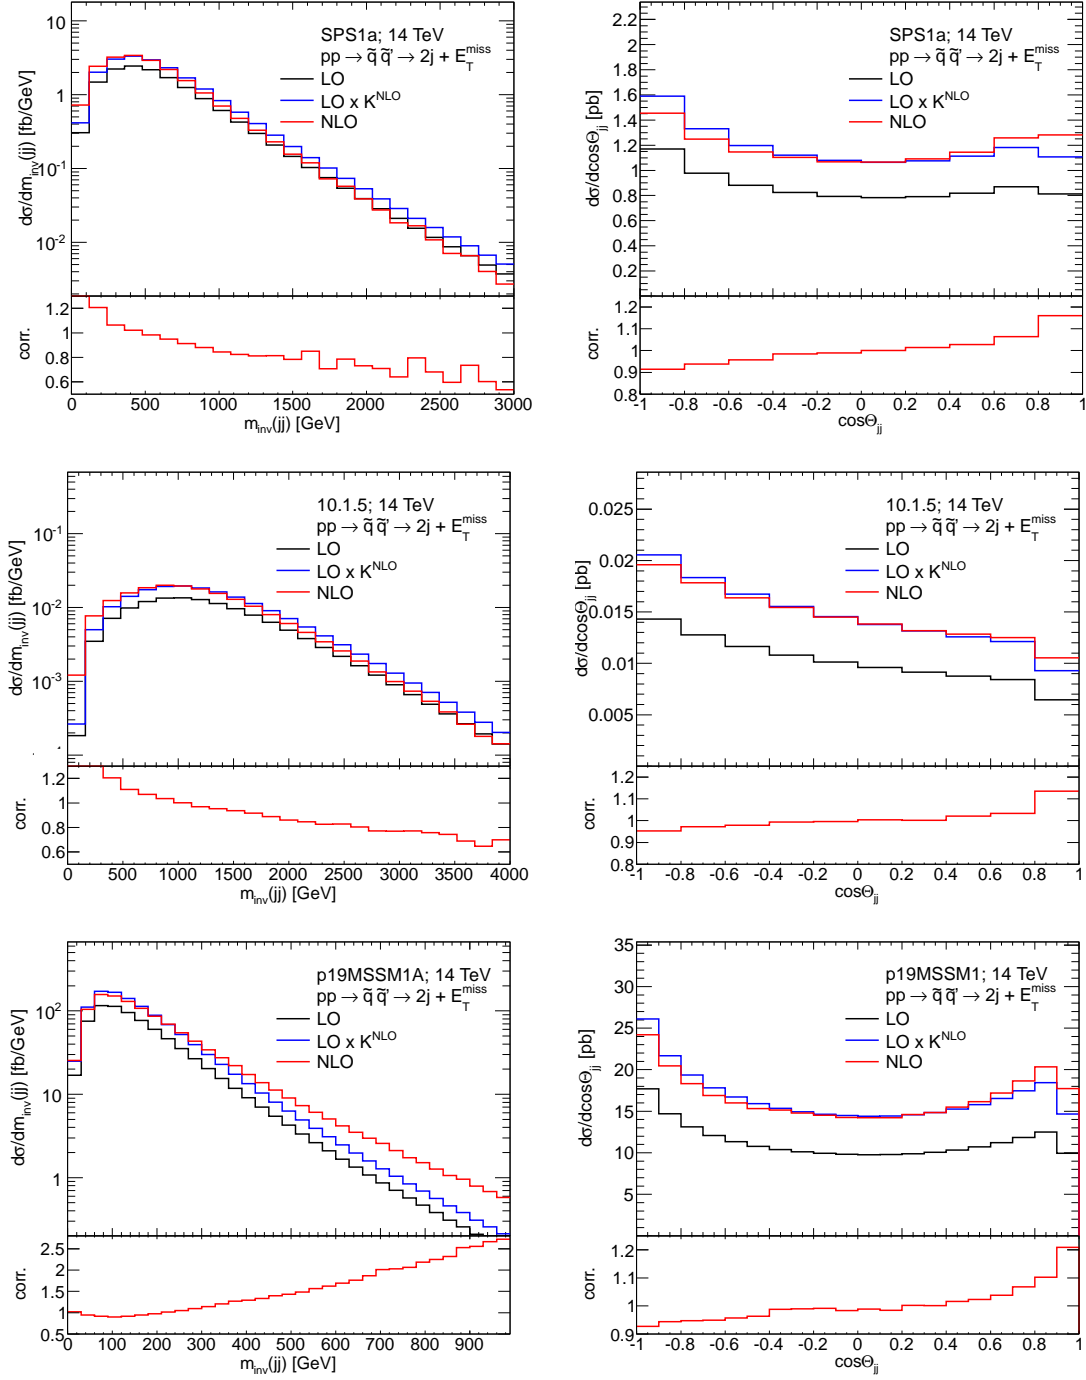 SPS1a; 14 TeV
pp → q̃ q̃' → 2j + E_T^miss
LO
LO x K^NLO
NLO
dσ/dm_inv(jj) [fb/GeV]
10
1
10^-1
10^-2
corr.
1.2
1
0.8
0.6
0 500 1000 1500 2000 2500 3000
m_inv(jj) [GeV]
SPS1a; 14 TeV
pp → q̃ q̃' → 2j + E_T^miss
LO
LO x K^NLO
NLO
dσ/dcosΘ_jj [pb]
2.2
2
1.8
1.6
1.4
1.2
1
0.8
0.6
0.4
0.2
corr.
1.2
1.1
1
0.9
0.8
-1 -0.8 -0.6 -0.4 -0.2 0 0.2 0.4 0.6 0.8 1
cosΘ_jj
10.1.5; 14 TeV
pp → q̃ q̃' → 2j + E_T^miss
LO
LO x K^NLO
NLO
dσ/dm_inv(jj) [fb/GeV]
10^-1
10^-2
10^-3
corr.
1.2
1
0.8
0.6
0 500 1000 1500 2000 2500 3000 3500 4000
m_inv(jj) [GeV]
10.1.5; 14 TeV
pp → q̃ q̃' → 2j + E_T^miss
LO
LO x K^NLO
NLO
dσ/dcosΘ_jj [pb]
0.025
0.02
0.015
0.01
0.005
corr.
1.2
1.1
1
0.9
0.8
-1 -0.8 -0.6 -0.4 -0.2 0 0.2 0.4 0.6 0.8 1
cosΘ_jj
p19MSSM1A; 14 TeV
pp → q̃ q̃' → 2j + E_T^miss
LO
LO x K^NLO
NLO
dσ/dm_inv(jj) [fb/GeV]
10^2
10
1
corr.
2.5
2
1.5
1
0.5
0 100 200 300 400 500 600 700 800 900
m_inv(jj) [GeV]
p19MSSM1; 14 TeV
pp → q̃ q̃' → 2j + E_T^miss
LO
LO x K^NLO
NLO
dσ/dcosΘ_jj [pb]
35
30
25
20
15
10
5
corr.
1.2
1.1
1
0.9
-1 -0.8 -0.6 -0.4 -0.2 0 0.2 0.4 0.6 0.8 1
cosΘ_jj